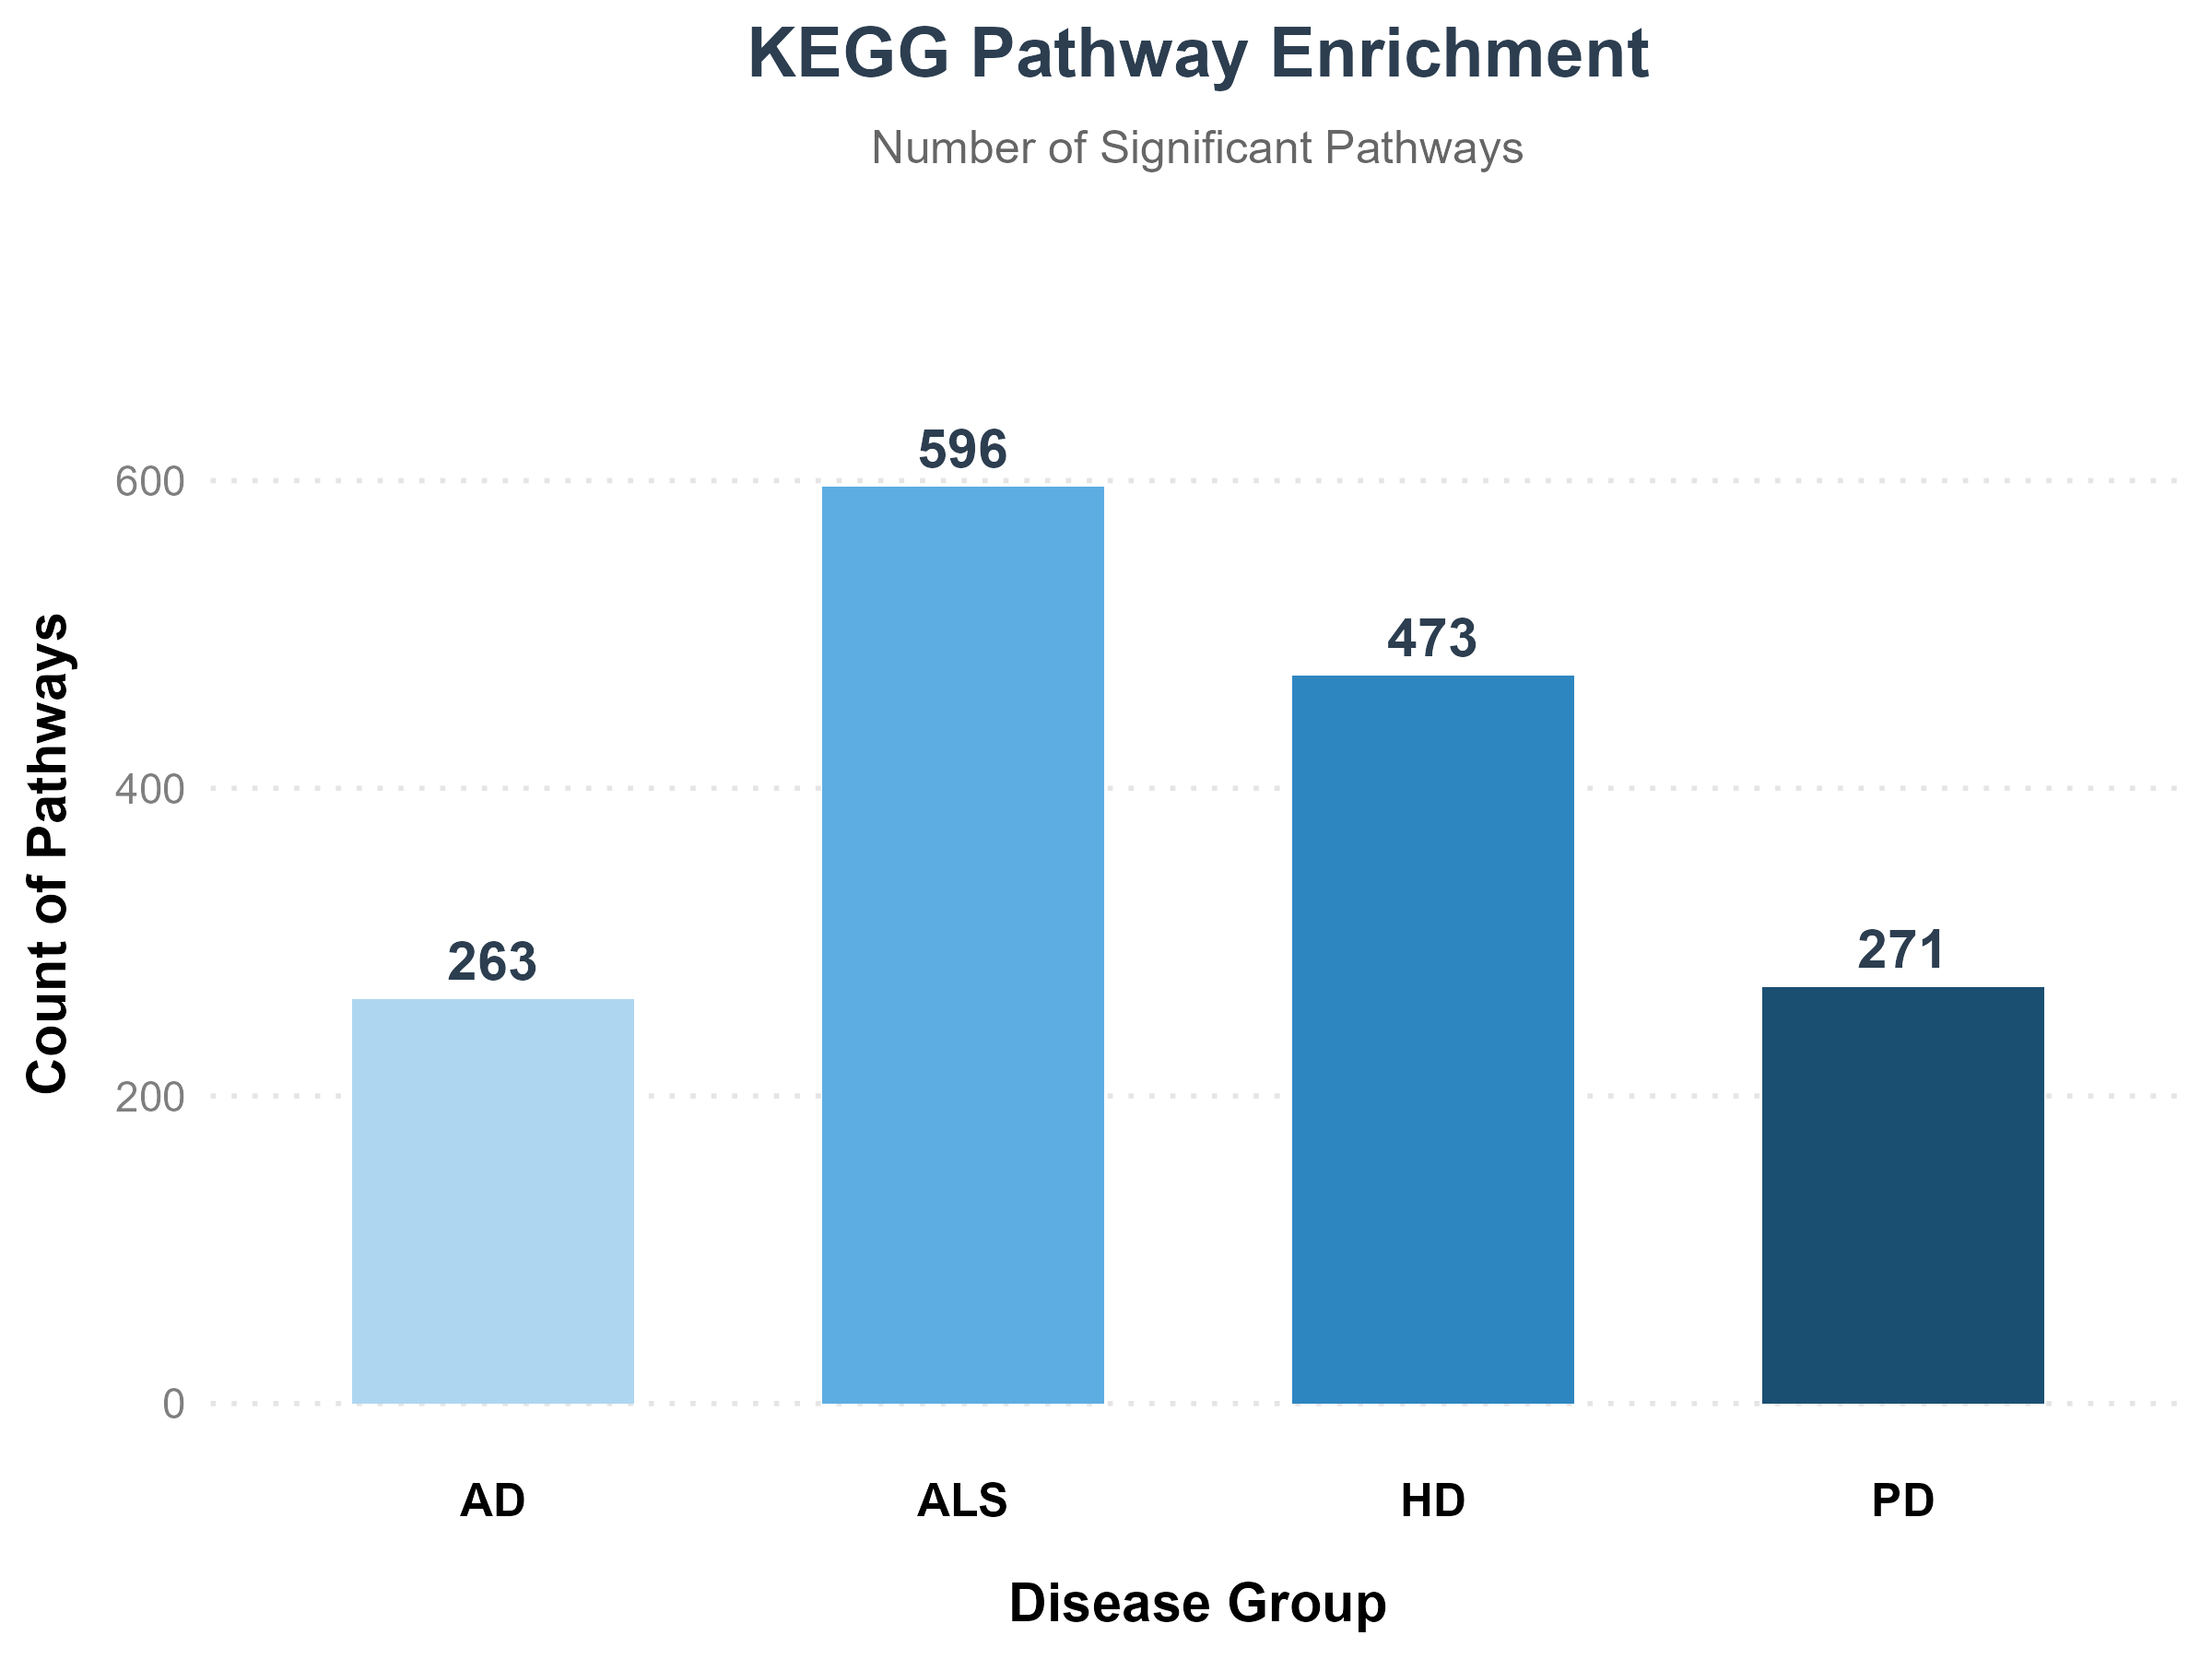 KEGG Pathway Enrichment
Number of Significant Pathways
Count of Pathways
600
400
200
0
263
596
473
271
AD
ALS
HD
PD
Disease Group